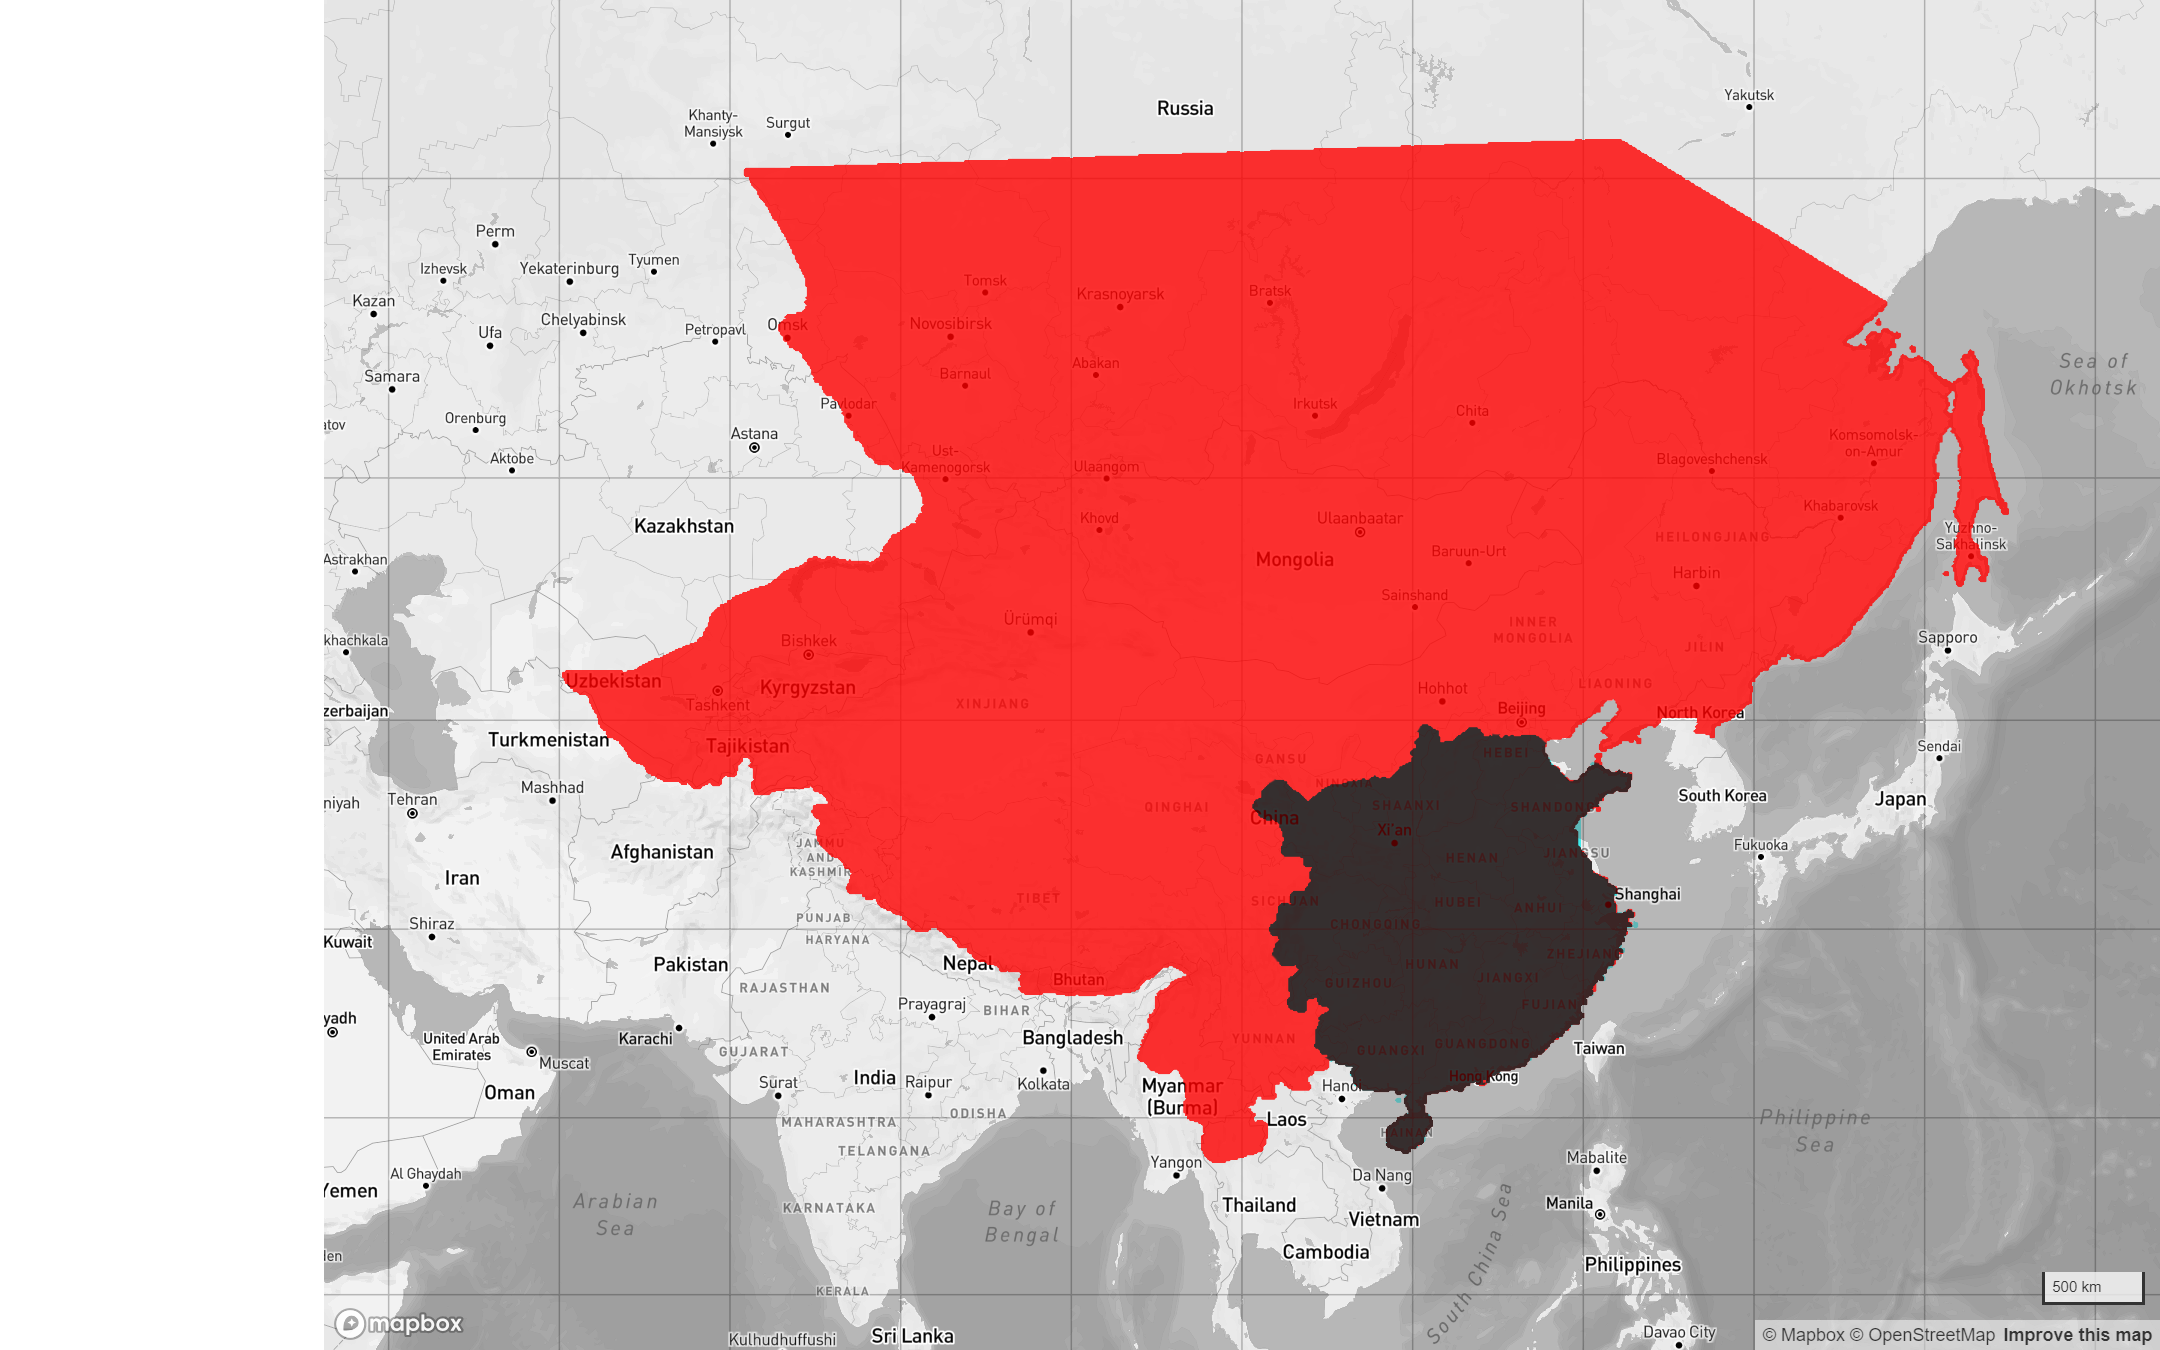 Russia
Yakutsk
Khanty-
Mansiysk
Surgut
Perm
Izhevsk
Yekaterinburg
Tyumen
Kazan
Ufa
Chelyabinsk
Petropavl
Omsk
Tomsk
Novosibirsk
Krasnoyarsk
Bratsk
Samara
Barnaul
Abakan
Sea of
Okhotsk
Orenburg
Pavlodar
Irkutsk
Chita
atov
Astana
Komsomolsk-
on-Amur
Aktobe
Ust-
Kamenogorsk
Ulaangom
Blagoveshchensk
Khabarovsk
Kazakhstan
Khovd
Ulaanbaatar
HEILONGJIANG
Yuzhno-
Sakhalinsk
Astrakhan
Mongolia
Baruun-Urt
Harbin
Sainshand
khachkala
Bishkek
Ürümqi
INNER
MONGOLIA
JILIN
Sapporo
Uzbekistan
Kyrgyzstan
Tashkent
XINJIANG
Hohhot
LIAONING
zerbaijan
Beijing
North Korea
Turkmenistan
Tajikistan
GANSU
HEBEI
Sendai
Mashhad
NINGXIA
Tehran
niyah
QINGHAI
SHAANXI
SHANDONG
South Korea
Japan
China
Xi'an
Afghanistan
JAMMU
AND
KASHMIR
HENAN
JIANGSU
Fukuoka
Iran
TIBET
SICHUAN
HUBEI
ANHUI
Shanghai
Shiraz
PUNJAB
CHONGQING
Kuwait
HARYANA
Pakistan
Nepal
Bhutan
HUNAN
ZHEJIANG
RAJASTHAN
GUIZHOU
JIANGXI
Prayagraj
BIHAR
FUJIAN
yadh
Karachi
United Arab
Emirates
Muscat
GUJARAT
Bangladesh
YUNNAN
GUANGXI
GUANGDONG
Taiwan
Oman
Surat
India
Raipur
Kolkata
Myanmar
(Burma)
Hanoi
Hong Kong
MAHARASHTRA
ODISHA
Laos
HAINAN
Philippine
Sea
TELANGANA
Yangon
Da Nang
Mabalite
Al Ghaydah
Yemen
Arabian
Sea
KARNATAKA
Bay of
Bengal
Thailand
Vietnam
Manila
Cambodia
South China Sea
Philippines
den
KERALA
500 km
mapbox
Kulhudhuffushi
Sri Lanka
Davao City
© Mapbox © OpenStreetMap Improve this map